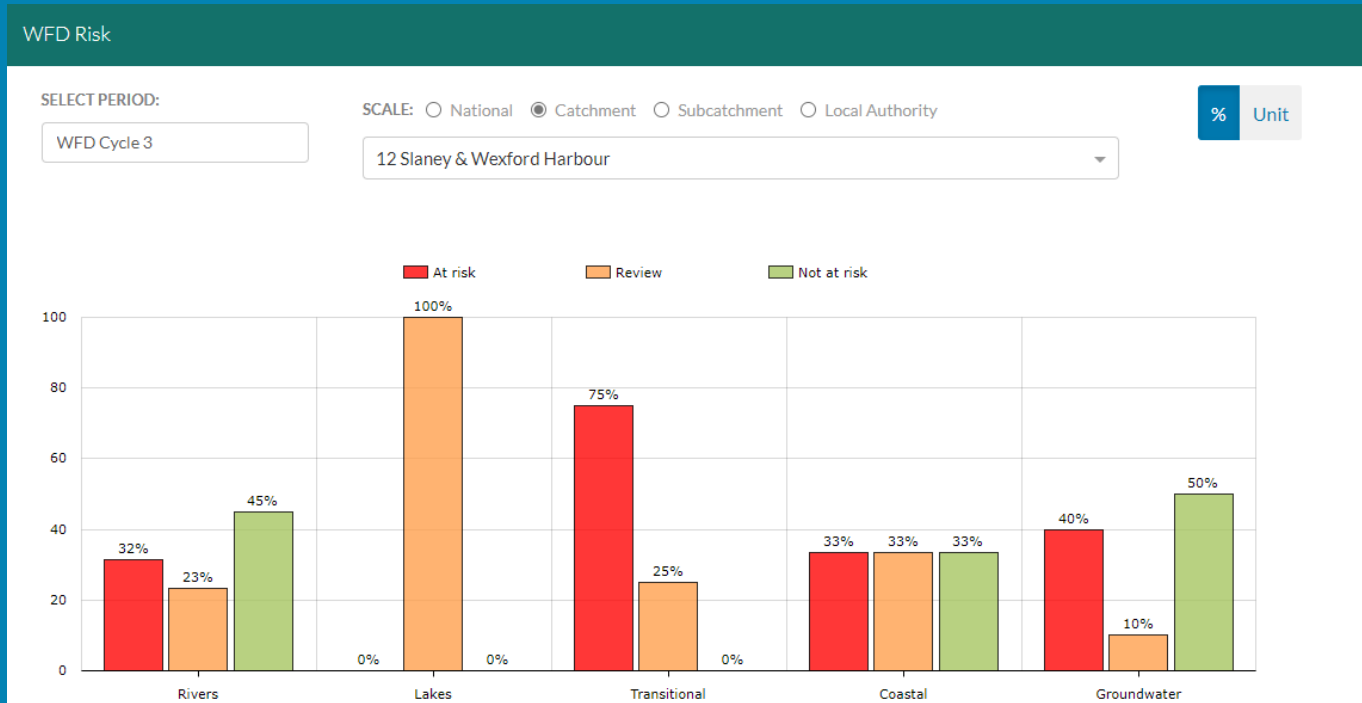 WFD Risk
SELECT PERIOD:
WFD Cycle 3
SCALE: National Catchment Subcatchment Local Authority
12 Slaney & Wexford Harbour
% Unit
At risk Review Not at risk
100
80
60
40
20
0
32%
23%
45%
0%
100%
0%
75%
25%
0%
33%
33%
33%
40%
10%
50%
Rivers Lakes Transitional Coastal Groundwater